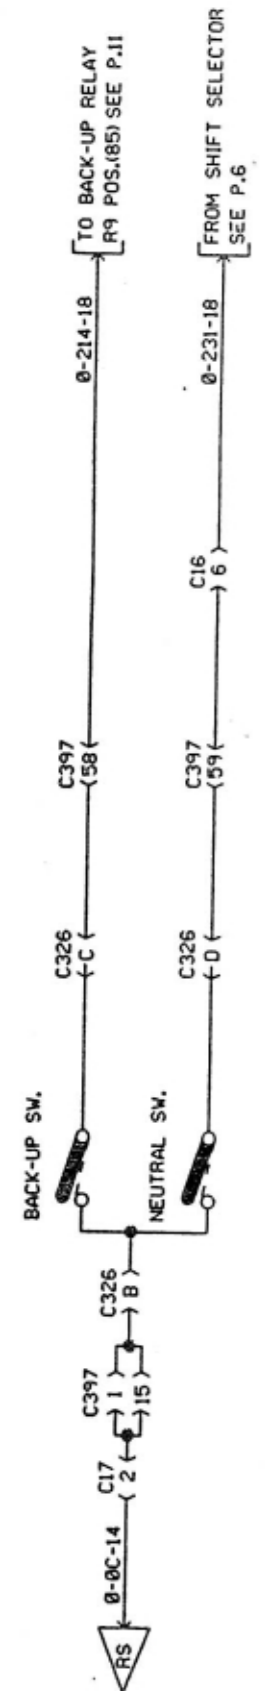 TO BACK-UP RELAY
R9 POS.(85) SEE P.11
0-214-18
C397
58
C326
C
BACK-UP SW.
FROM SHIFT SELECTOR
SEE P.6
0-231-18
C16
6
C397
59
C326
D
NEUTRAL SW.
C326
B
C397
1
15
C17
2
0-0C-14
RS